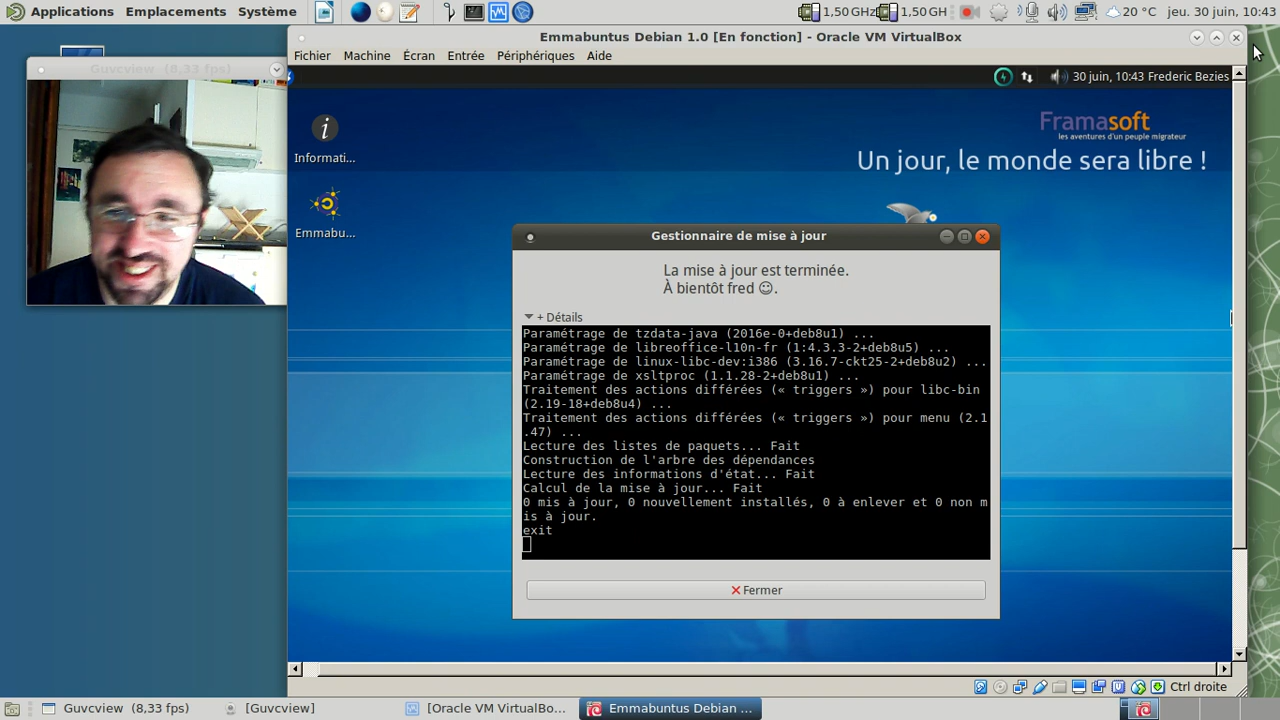 Applications Emplacements Système 1,50 GHz 1,50 GH 20 °C jeu. 20 juin, 10:43
Emmabuntus Debian 1.0 [En fonction] - Oracle VM VirtualBox
Guvcview (8,33 fps)
Fichier Machine Écran Entrée Périphériques Aide
30 juin, 10:43 Frederic Bezies
Framasoft
les aventures d'un peuple migrateur
Un jour, le monde sera libre !
Informati...
Emmabu...
Gestionnaire de mise à jour
La mise à jour est terminée.
À bientôt fred ☺.
+ Détails
Paramétrage de tzdata-java (2016e-0+deb8u1) ...
Paramétrage de libreoffice-l10n-fr (1:4.3.3-2+deb8u5) ...
Paramétrage de linux-libc-dev:i386 (3.16.7-ckt25-2+deb8u2) ...
Paramétrage de xsltproc (1.1.28-2+deb8u1) ...
Traitement des actions différées (« triggers ») pour libc-bin
(2.19-18+deb8u4) ...
Traitement des actions différées (« triggers ») pour menu (2.1
.47) ...
Lecture des listes de paquets... Fait
Construction de l'arbre des dépendances
Lecture des informations d'état... Fait
Calcul de la mise à jour... Fait
0 mis à jour, 0 nouvellement installés, 0 à enlever et 0 non m
is à jour.
exit
Fermer
Ctrl droite
Guvcview (8,33 fps) [Guvcview] [Oracle VM VirtualBo... Emmabuntus Debian ...